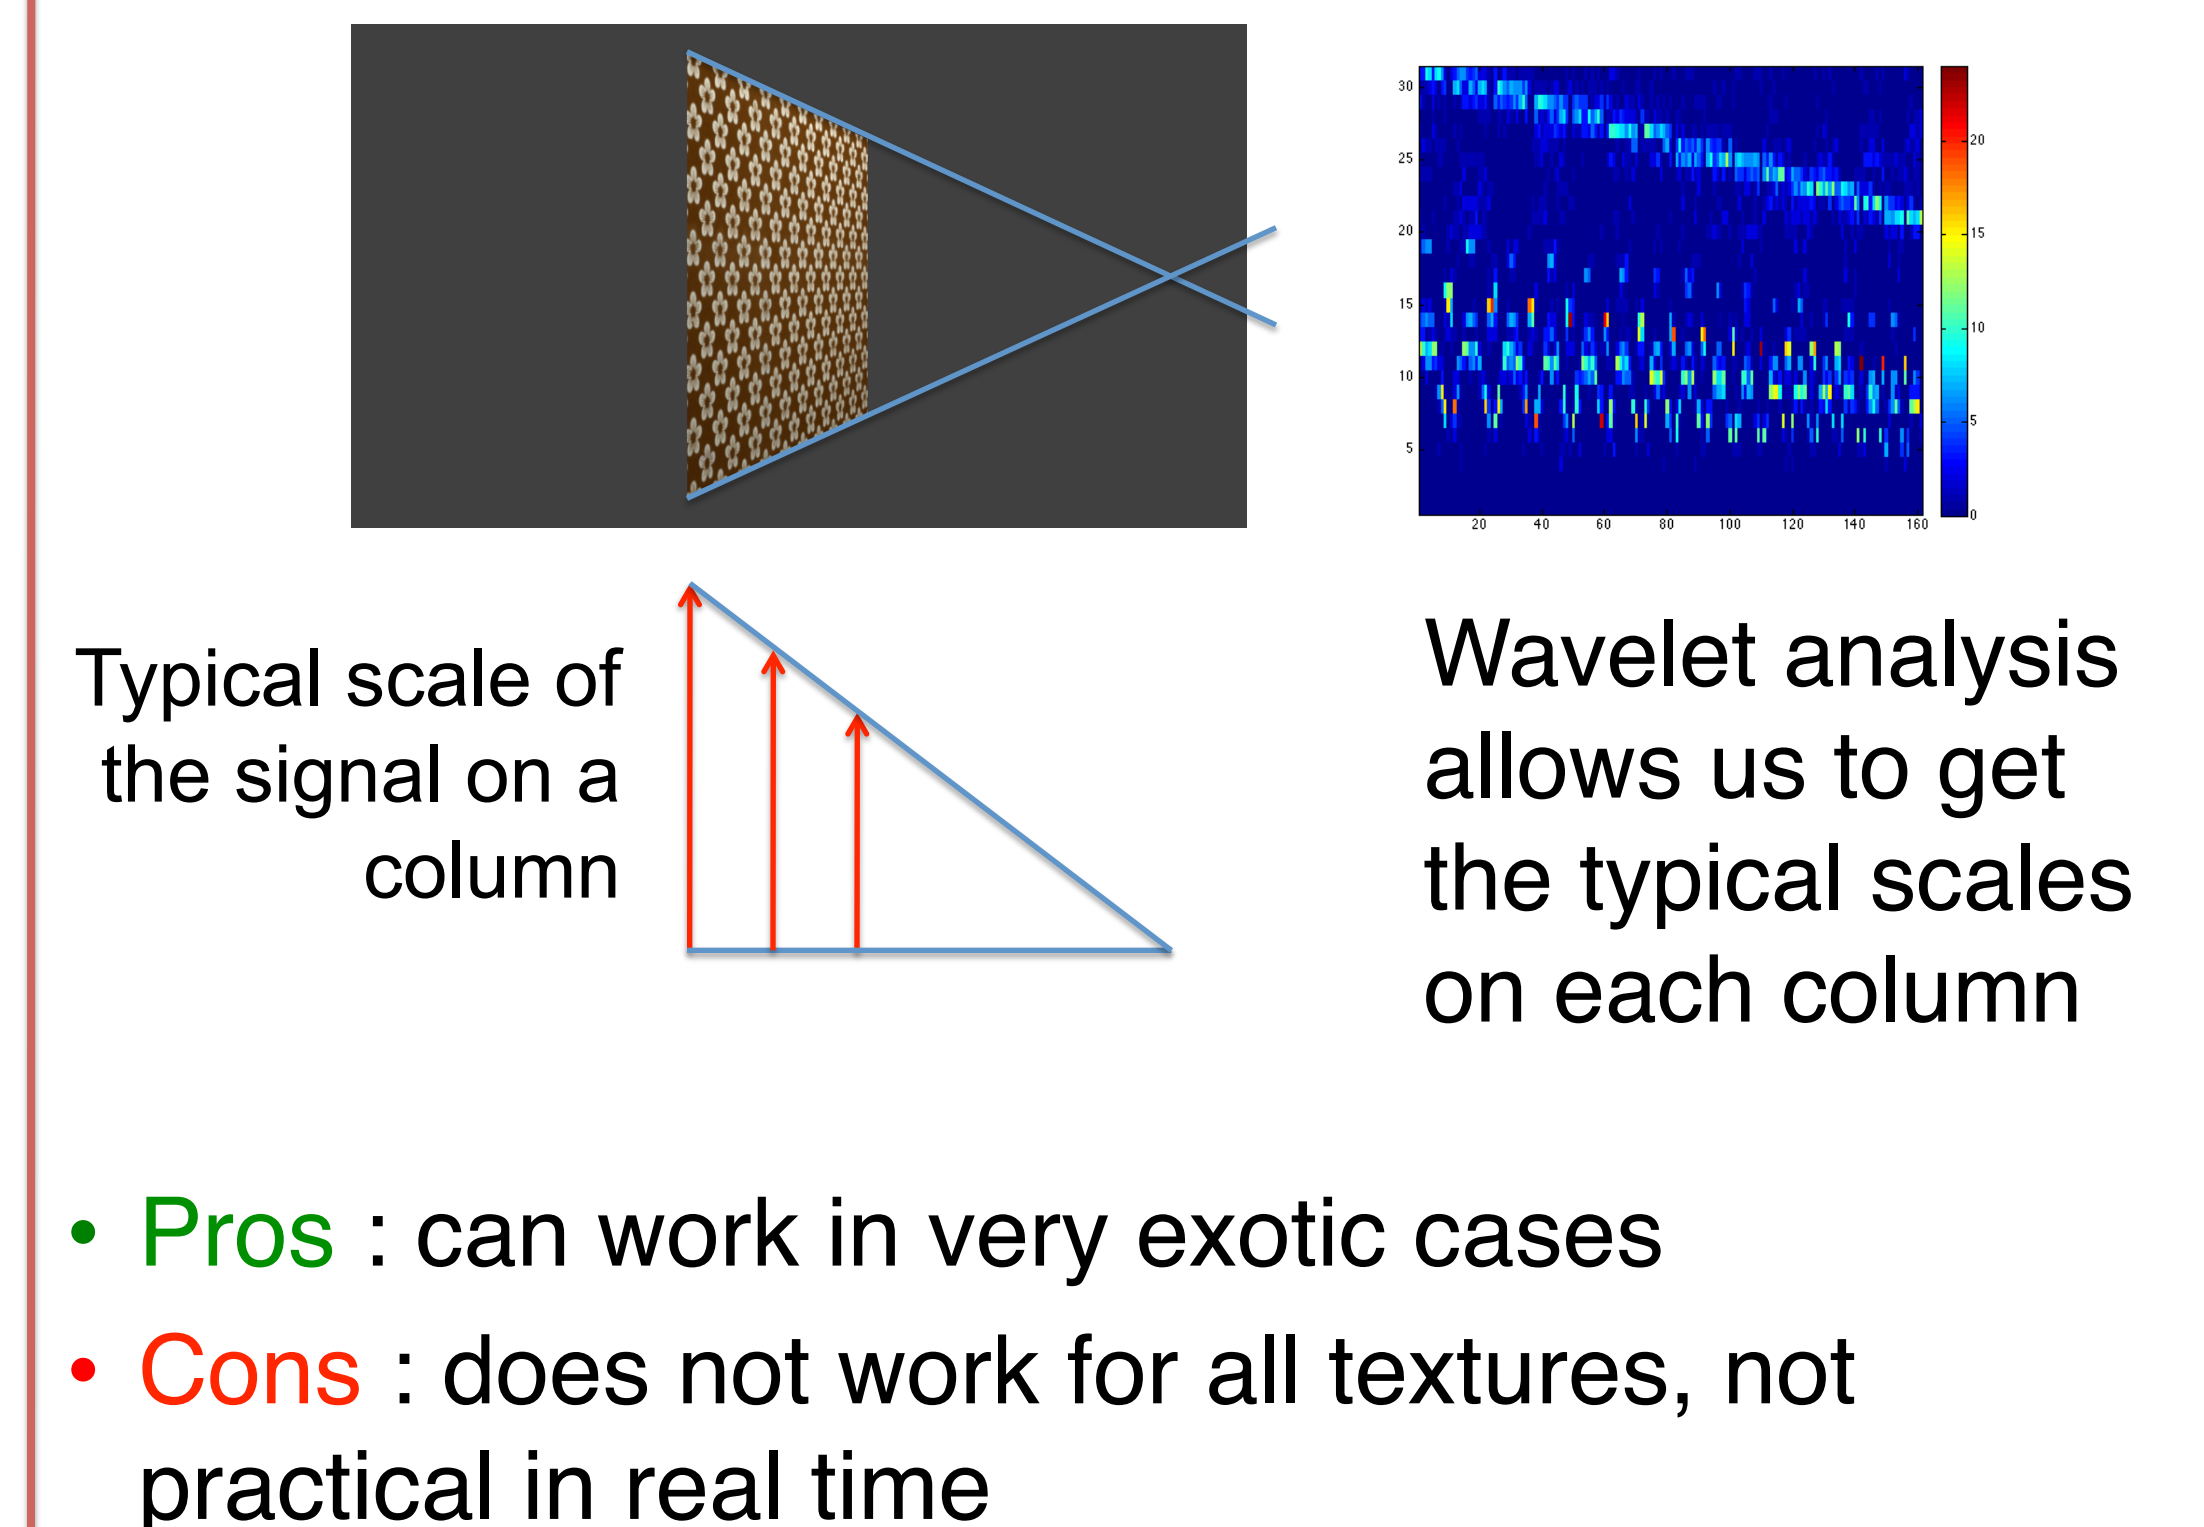 30
25
20
15
10
5
20 40 60 80 100 120 140 160
20
15
10
5
0
Typical scale of
the signal on a
column
Wavelet analysis
allows us to get
the typical scales
on each column
• Pros : can work in very exotic cases
• Cons : does not work for all textures, not
practical in real time